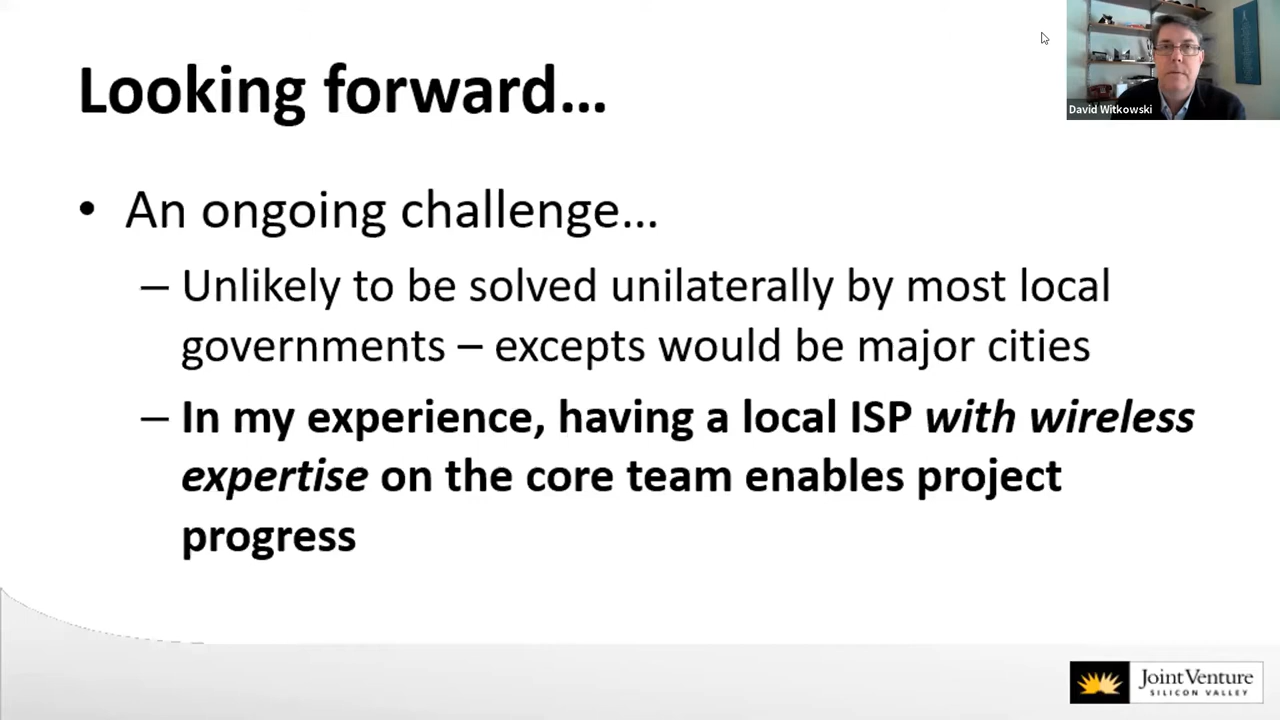 Looking forward…
David Witkowski
• An ongoing challenge…
– Unlikely to be solved unilaterally by most local
governments – excepts would be major cities
– In my experience, having a local ISP with wireless
expertise on the core team enables project
progress
Joint Venture
SILICON VALLEY